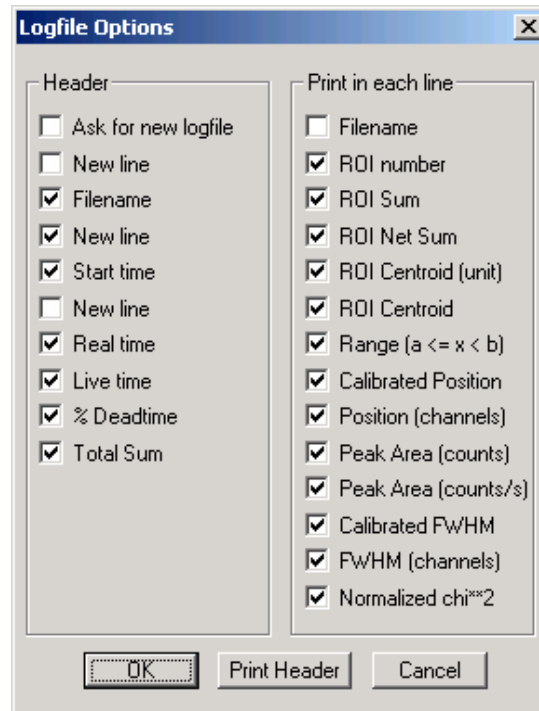 Logfile Options
Header
Ask for new logfile
New line
Filename
New line
Start time
New line
Real time
Live time
% Deadtime
Total Sum
Print in each line
Filename
ROI number
ROI Sum
ROI Net Sum
ROI Centroid (unit)
ROI Centroid
Range (a <= x < b)
Calibrated Position
Position (channels)
Peak Area (counts)
Peak Area (counts/s)
Calibrated FWHM
FWHM (channels)
Normalized chi**2
OK
Print Header
Cancel